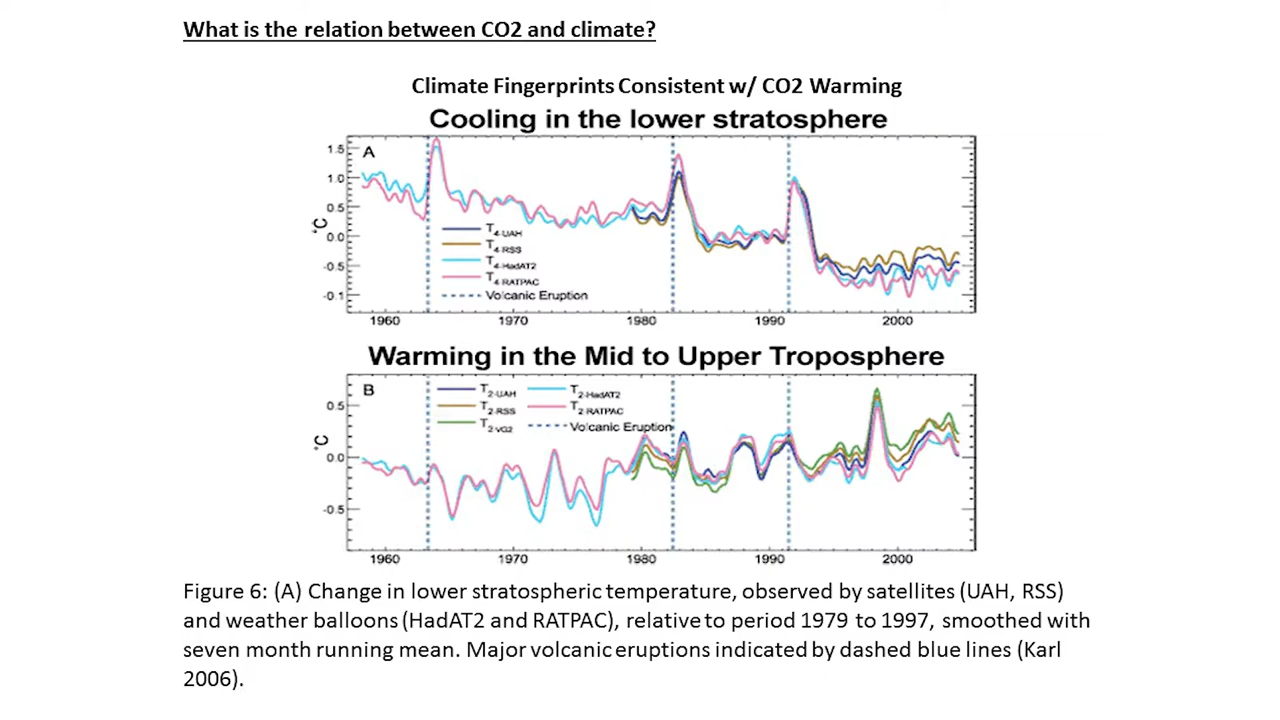 What is the relation between CO2 and climate?
Climate Fingerprints Consistent w/ CO2 Warming
Cooling in the lower stratosphere
A
1.5
1.0
0.5
0.0
-0.5
-0.1
°C
T4-UAH
T4-RSS
T4-HadAT2
T4-RATPAC
Volcanic Eruption
1960 1970 1980 1990 2000
Warming in the Mid to Upper Troposphere
B
0.5
0.0
-0.5
°C
T2-UAH T2-HadAT2
T2-RSS T2-RATPAC
T2-VG2 Volcanic Eruption
1960 1970 1980 1990 2000
Figure 6: (A) Change in lower stratospheric temperature, observed by satellites (UAH, RSS)
and weather balloons (HadAT2 and RATPAC), relative to period 1979 to 1997, smoothed with
seven month running mean. Major volcanic eruptions indicated by dashed blue lines (Karl
2006).